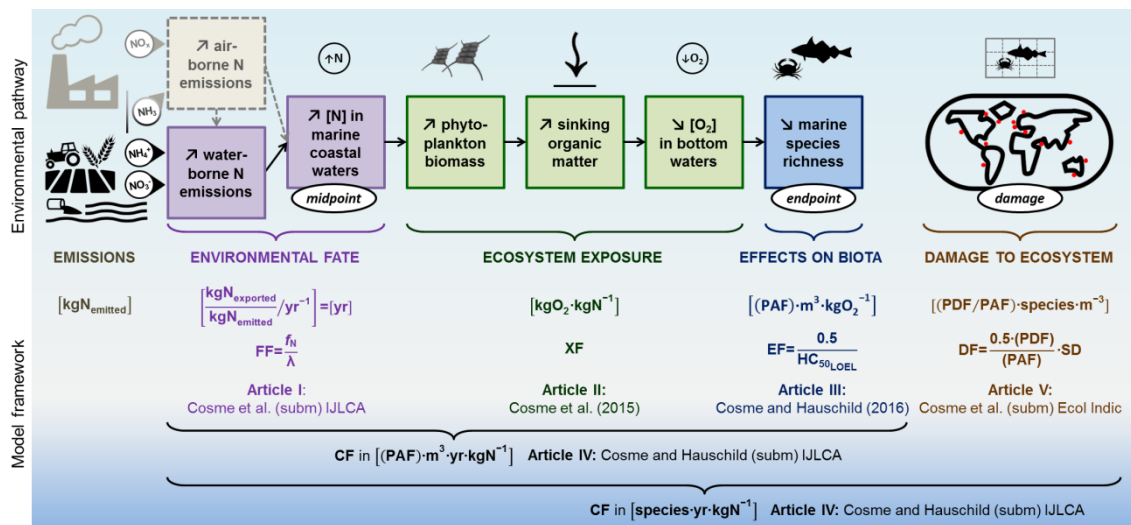 Environmental pathway
NOₓ
↗ air-
borne N
emissions
NH₃
NH₄⁺
NO₃⁻
↗ water-
borne N
emissions
↑N
↗ [N] in
marine
coastal
waters
midpoint
↗ phyto-
plankton
biomass
↗ sinking
organic
matter
↓O₂
↘ [O₂]
in bottom
waters
↘ marine
species
richness
endpoint
damage
EMISSIONS
ENVIRONMENTAL FATE
ECOSYSTEM EXPOSURE
EFFECTS ON BIOTA
DAMAGE TO ECOSYSTEM
Model framework
[kgN_emitted]
[kgN_exported/kgN_emitted/yr⁻¹]=[yr]
[kgO₂·kgN⁻¹]
[(PAF)·m³·kgO₂⁻¹]
[(PDF/PAF)·species·m⁻³]
FF=f_N/λ
XF
EF=0.5/HC50_LOEL
DF=0.5·(PDF)/(PAF)·SD
Article I:
Cosme et al. (subm) IJLCA
Article II:
Cosme et al. (2015)
Article III:
Cosme and Hauschild (2016)
Article V:
Cosme et al. (subm) Ecol Indic
CF in [(PAF)·m³·yr·kgN⁻¹] Article IV: Cosme and Hauschild (subm) IJLCA
CF in [species·yr·kgN⁻¹] Article IV: Cosme and Hauschild (subm) IJLCA